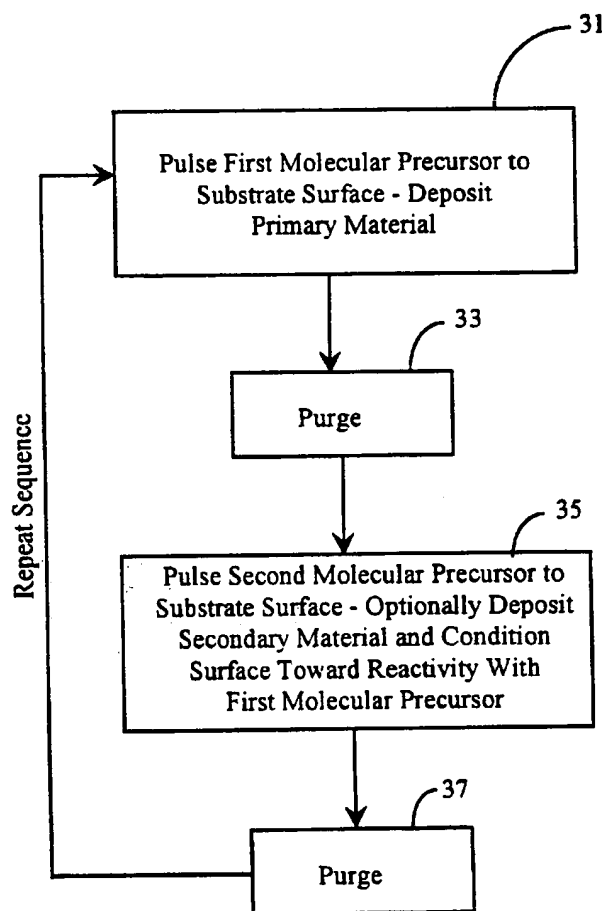 31
Pulse First Molecular Precursor to
Substrate Surface - Deposit
Primary Material
33
Purge
35
Pulse Second Molecular Precursor to
Substrate Surface - Optionally Deposit
Secondary Material and Condition
Surface Toward Reactivity With
First Molecular Precursor
37
Purge
Repeat Sequence